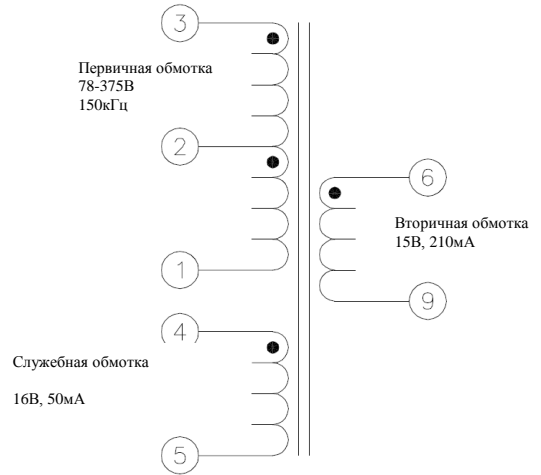 3
Первичная обмотка
78-375В
150кГц
2
6
Вторичная обмотка
15В, 210мА
1
9
4
Служебная обмотка
16В, 50мА
5